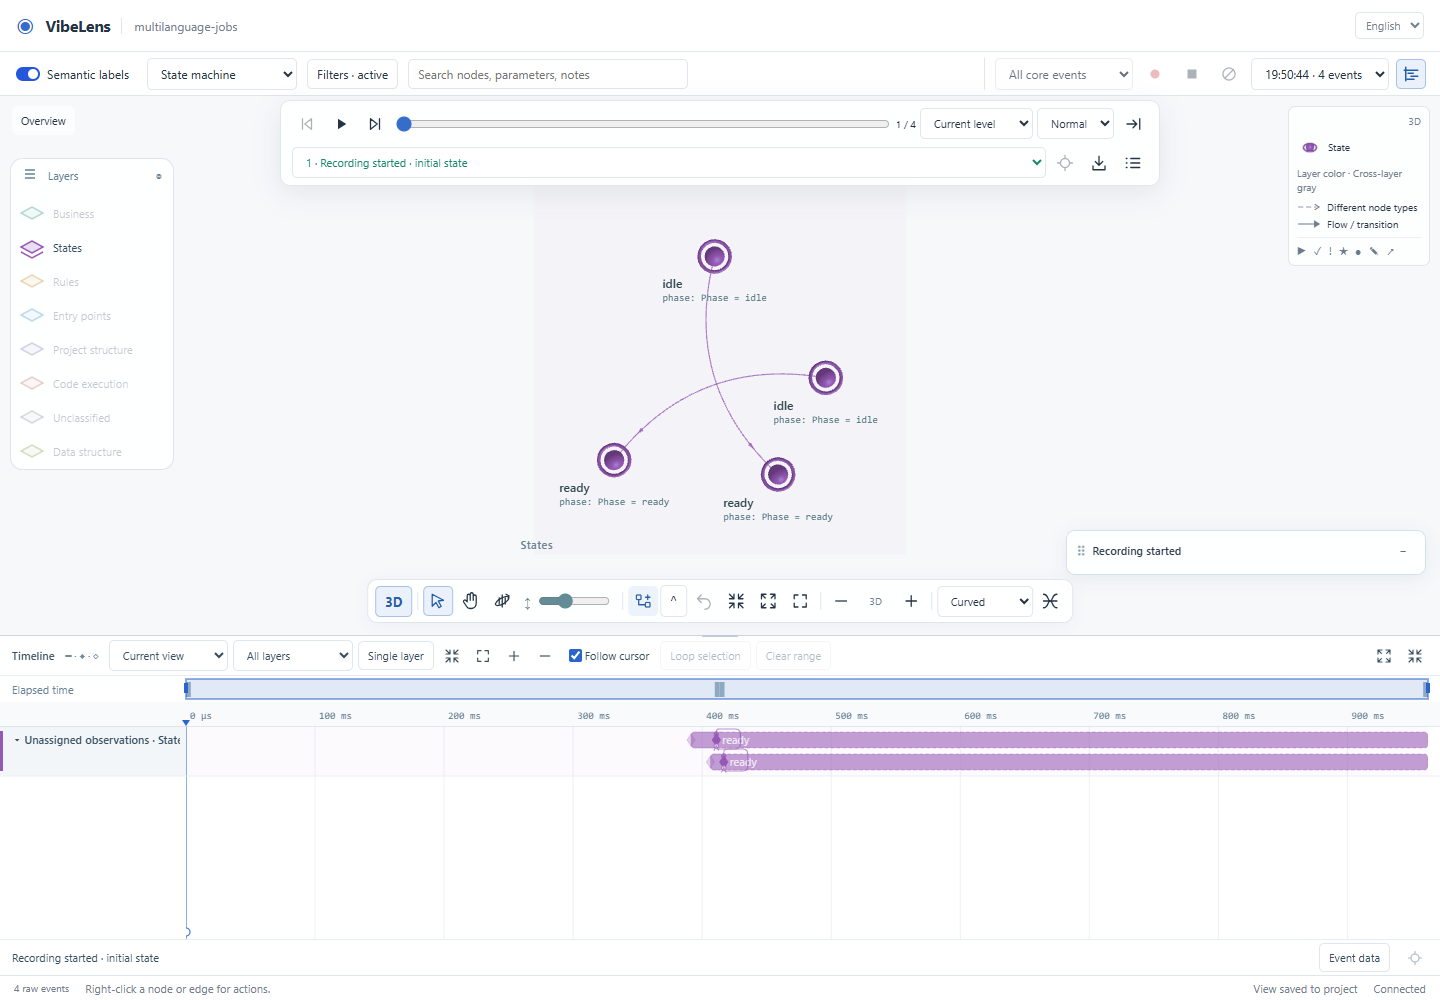 VibeLens
multilanguage-jobs
English
Semantic labels
State machine
Filters · active
Search nodes, parameters, notes
All core events
19:50:44 · 4 events
Overview
1 / 4
Current level
Normal
1 · Recording started · initial state
3D
State
Layer color · Cross-layer
gray
Different node types
Flow / transition
Layers
Business
States
Rules
Entry points
Project structure
Code execution
Unclassified
Data structure
idle
phase: Phase = idle
idle
phase: Phase = idle
ready
phase: Phase = ready
ready
phase: Phase = ready
States
Recording started
3D
3D
Curved
Timeline
Current view
All layers
Single layer
Follow cursor
Loop selection
Clear range
Elapsed time
0 µs
100 ms
200 ms
300 ms
400 ms
500 ms
600 ms
700 ms
800 ms
900 ms
Unassigned observations · State
ready
ready
Recording started · initial state
Event data
4 raw events
Right-click a node or edge for actions.
View saved to project
Connected